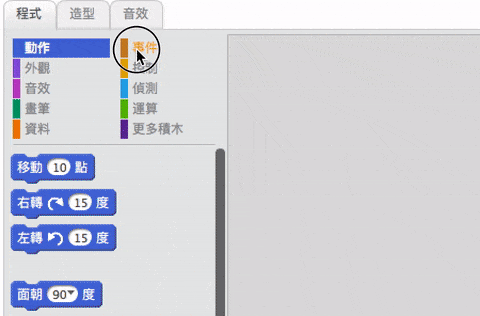 程式 造型 音效
動作 事件
外觀 控制
音效 偵測
畫筆 運算
資料 更多積木
移動 10 點
右轉 15 度
左轉 15 度
面朝 90 度